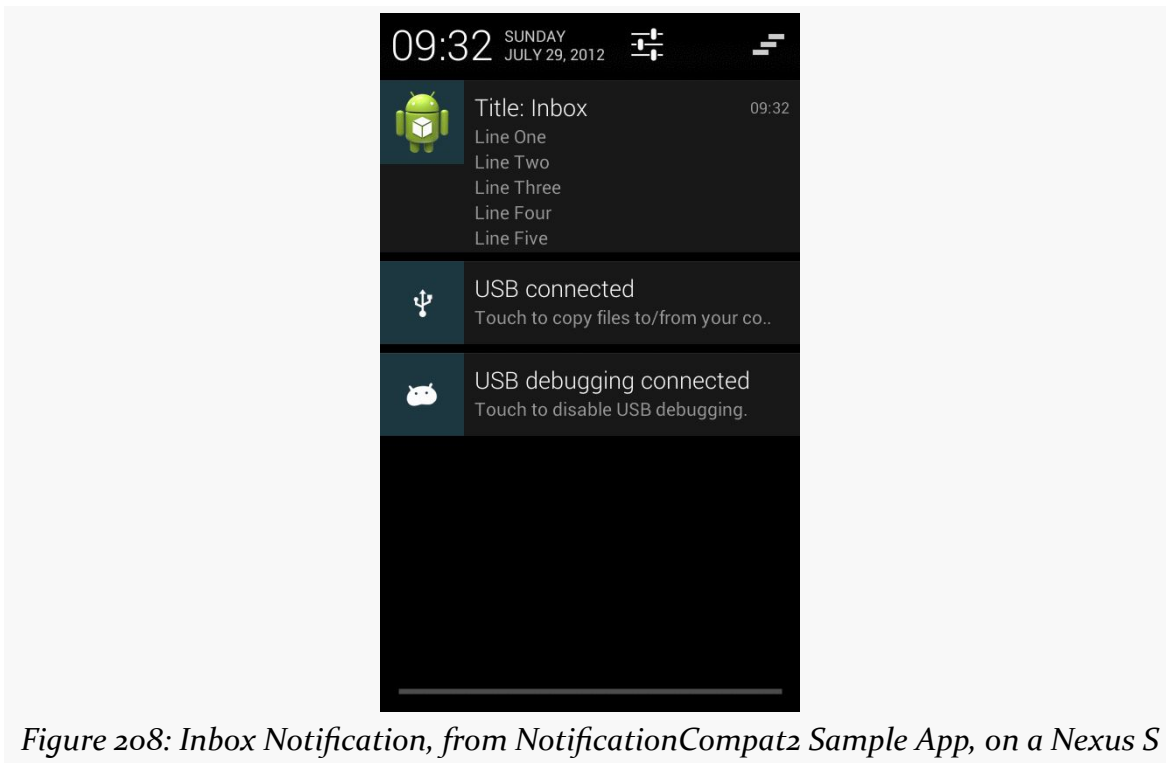 09:32 SUNDAY
JULY 29, 2012
Title: Inbox 09:32
Line One
Line Two
Line Three
Line Four
Line Five
USB connected
Touch to copy files to/from your co..
USB debugging connected
Touch to disable USB debugging.
Figure 208: Inbox Notification, from NotificationCompat2 Sample App, on a Nexus S